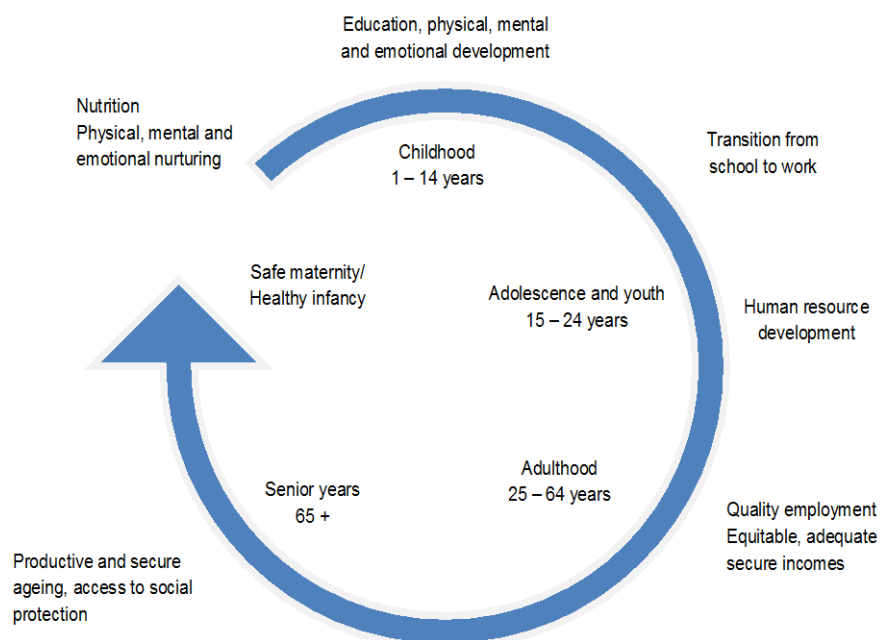 Education, physical, mental
and emotional development
Nutrition
Physical, mental and
emotional nurturing
Childhood
1 – 14 years
Transition from
school to work
Safe maternity/
Healthy infancy
Adolescence and youth
15 – 24 years
Human resource
development
Senior years
65 +
Adulthood
25 – 64 years
Quality employment
Equitable, adequate
secure incomes
Productive and secure
ageing, access to social
protection